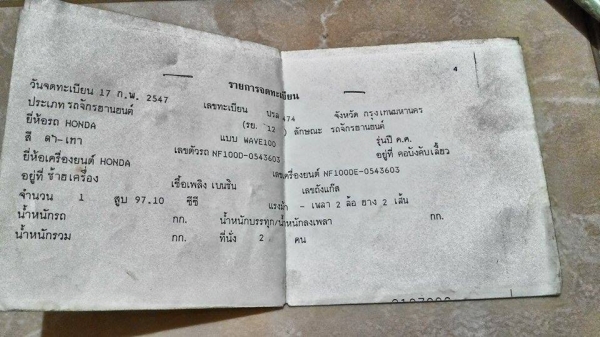 4
รายการจดทะเบียน
วันจดทะเบียน 17 ก.พ. 2547 เลขทะเบียน ปรล 474 จังหวัด กรุงเทพมหานคร
ประเภท รถจักรยานยนต์ (รย. 12 ) ลักษณะ รถจักรยานยนต์
ยี่ห้อรถ HONDA แบบ WAVE100 รุ่นปี ค.ศ.
สี ดำ-เทา เลขตัวรถ NF100D-0543603 อยู่ที่ คอบังคับเลี้ยว
ยี่ห้อเครื่องยนต์ HONDA เลขเครื่องยนต์ NF100DE-0543603
อยู่ที่ ซ้ายเครื่อง เชื้อเพลิง เบนซิน เลขถังแก๊ส
จำนวน 1 สูบ 97.10 ซีซี แรงม้า - เพลา 2 ล้อ ยาง 2 เส้น
น้ำหนักรถ กก. น้ำหนักบรรทุก/น้ำหนักลงเพลา กก.
น้ำหนักรวม กก. ที่นั่ง 2 คน